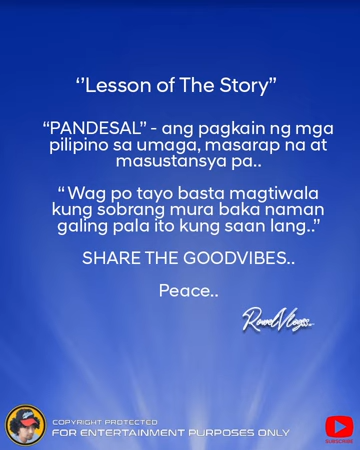 ‘’Lesson of The Story”
“PANDESAL” - ang pagkain ng mga
pilipino sa umaga, masarap na at
masustansya pa..
“ Wag po tayo basta magtiwala
kung sobrang mura baka naman
galing pala ito kung saan lang..”
SHARE THE GOODVIBES..
Peace..
RowelVlogss..
COPYRIGHT PROTECTED
FOR ENTERTAINMENT PURPOSES ONLY
SUBSCRIBE